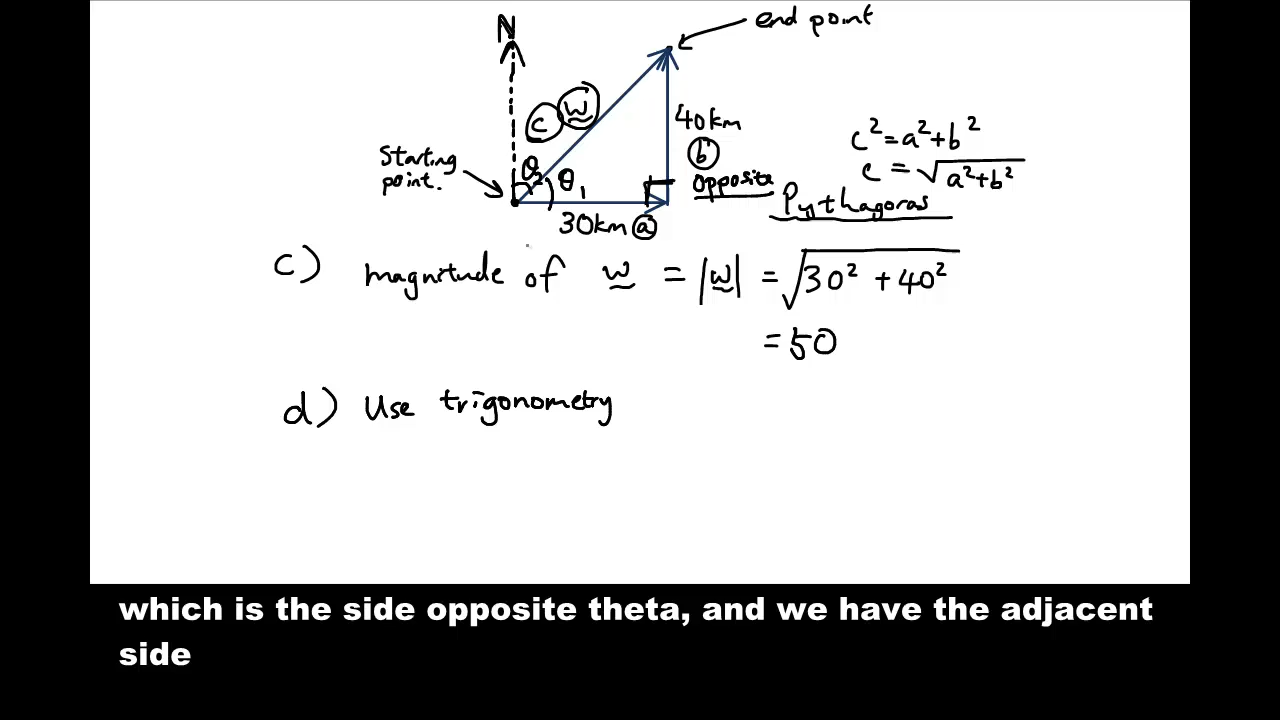 N
end point
C w
40km
b
c² = a² + b²
c = √a²+b²
Starting
point.
θ₂ θ₁
opposite
Pythagoras
30km a
c) magnitude of w = |w| = √30² + 40²
= 50
d) Use trigonometry
which is the side opposite theta, and we have the adjacent
side